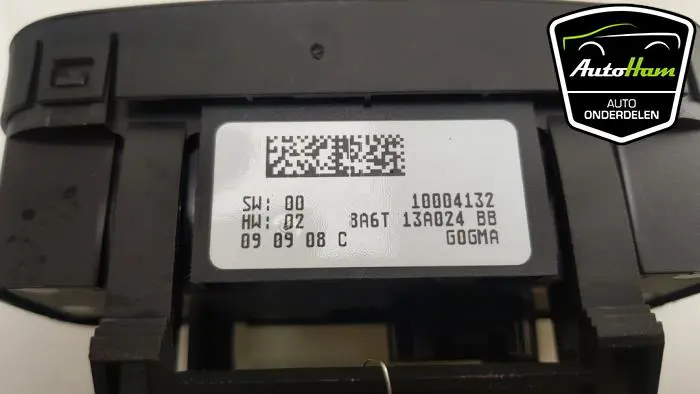 AutoHam
AUTO
ONDERDELEN
SW: 00 10004132
HW: 02 8A6T 13A024 BB
09 09 08 C GOGMA